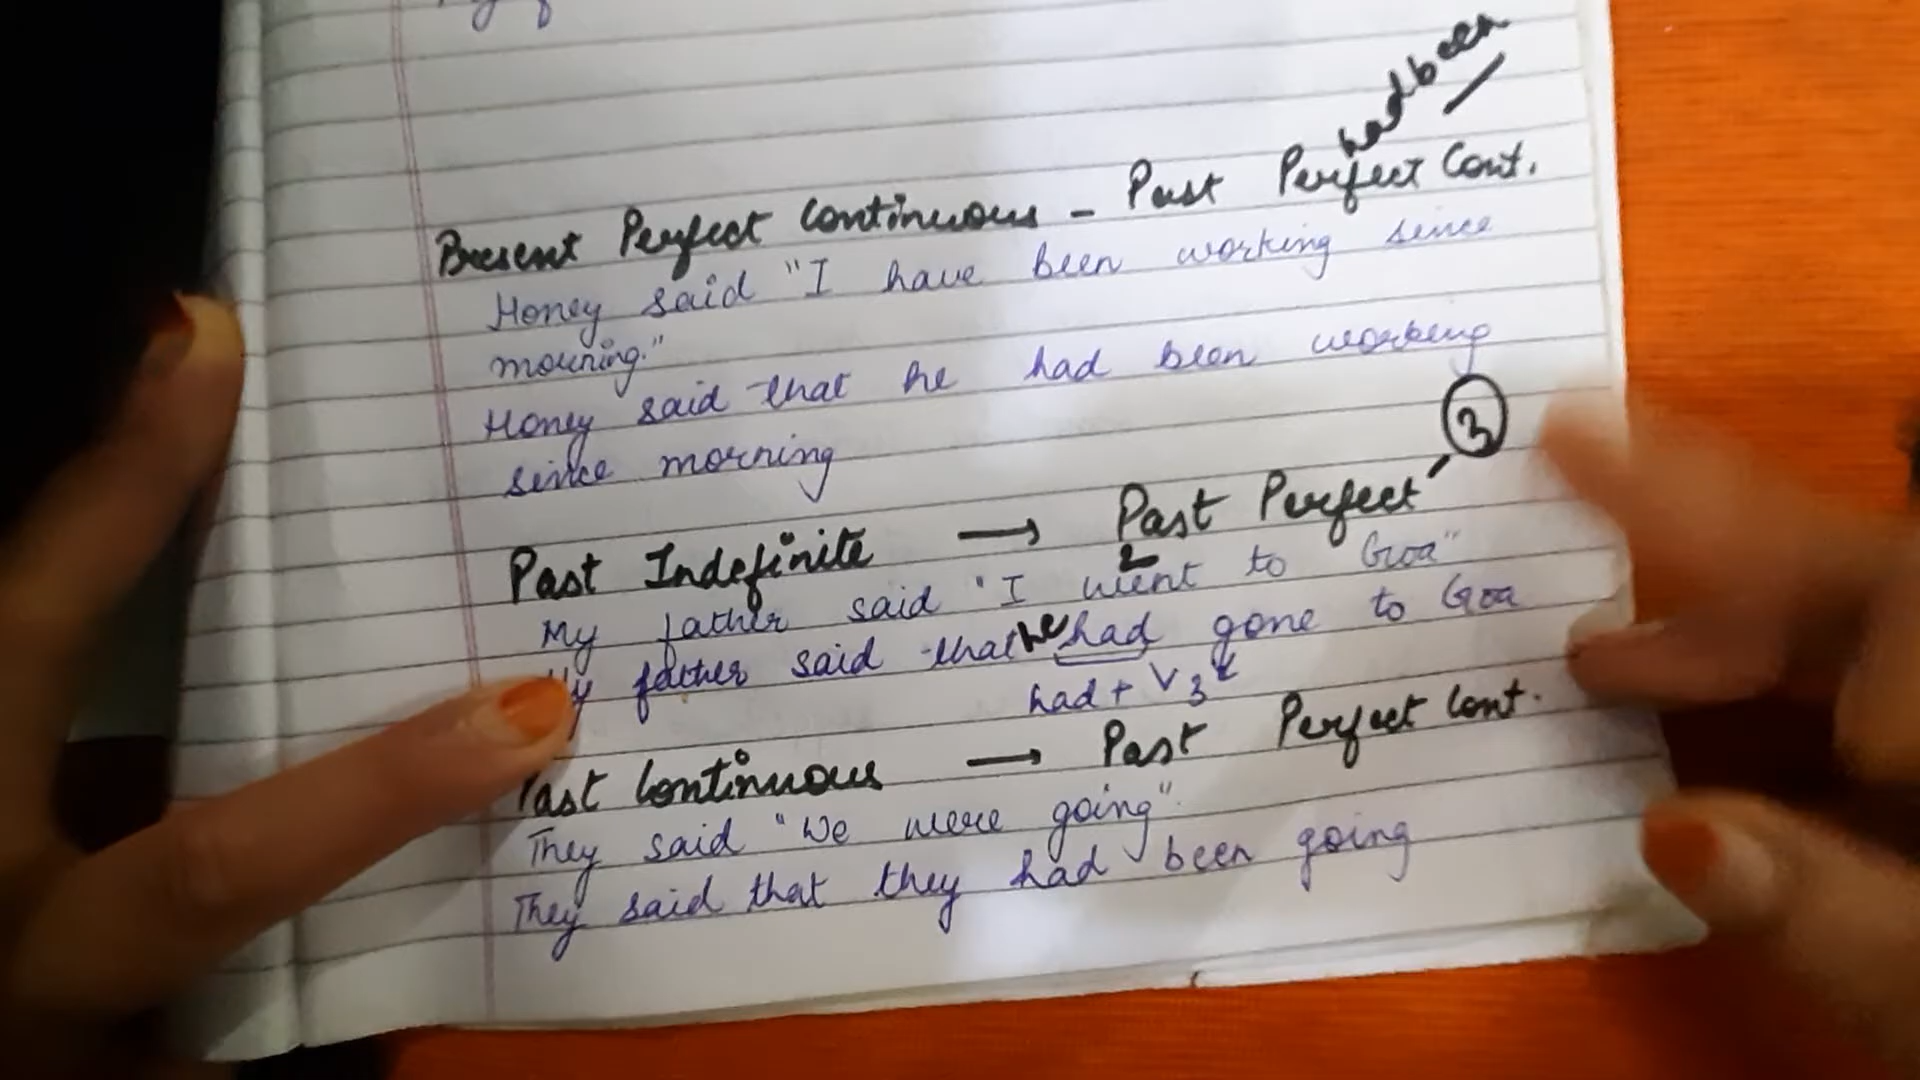 had been
Present Perfect Continuous - Past Perfect Cont.
Honey said "I have been working since
morning."
Honey said that he had been working
since morning
3
Past Indefinite → Past Perfect -
2
My father said "I went to Goa"
My father said that he had gone to Goa
had + V3
Past Continuous → Past Perfect Cont.
They said "We were going".
They said that they had been going